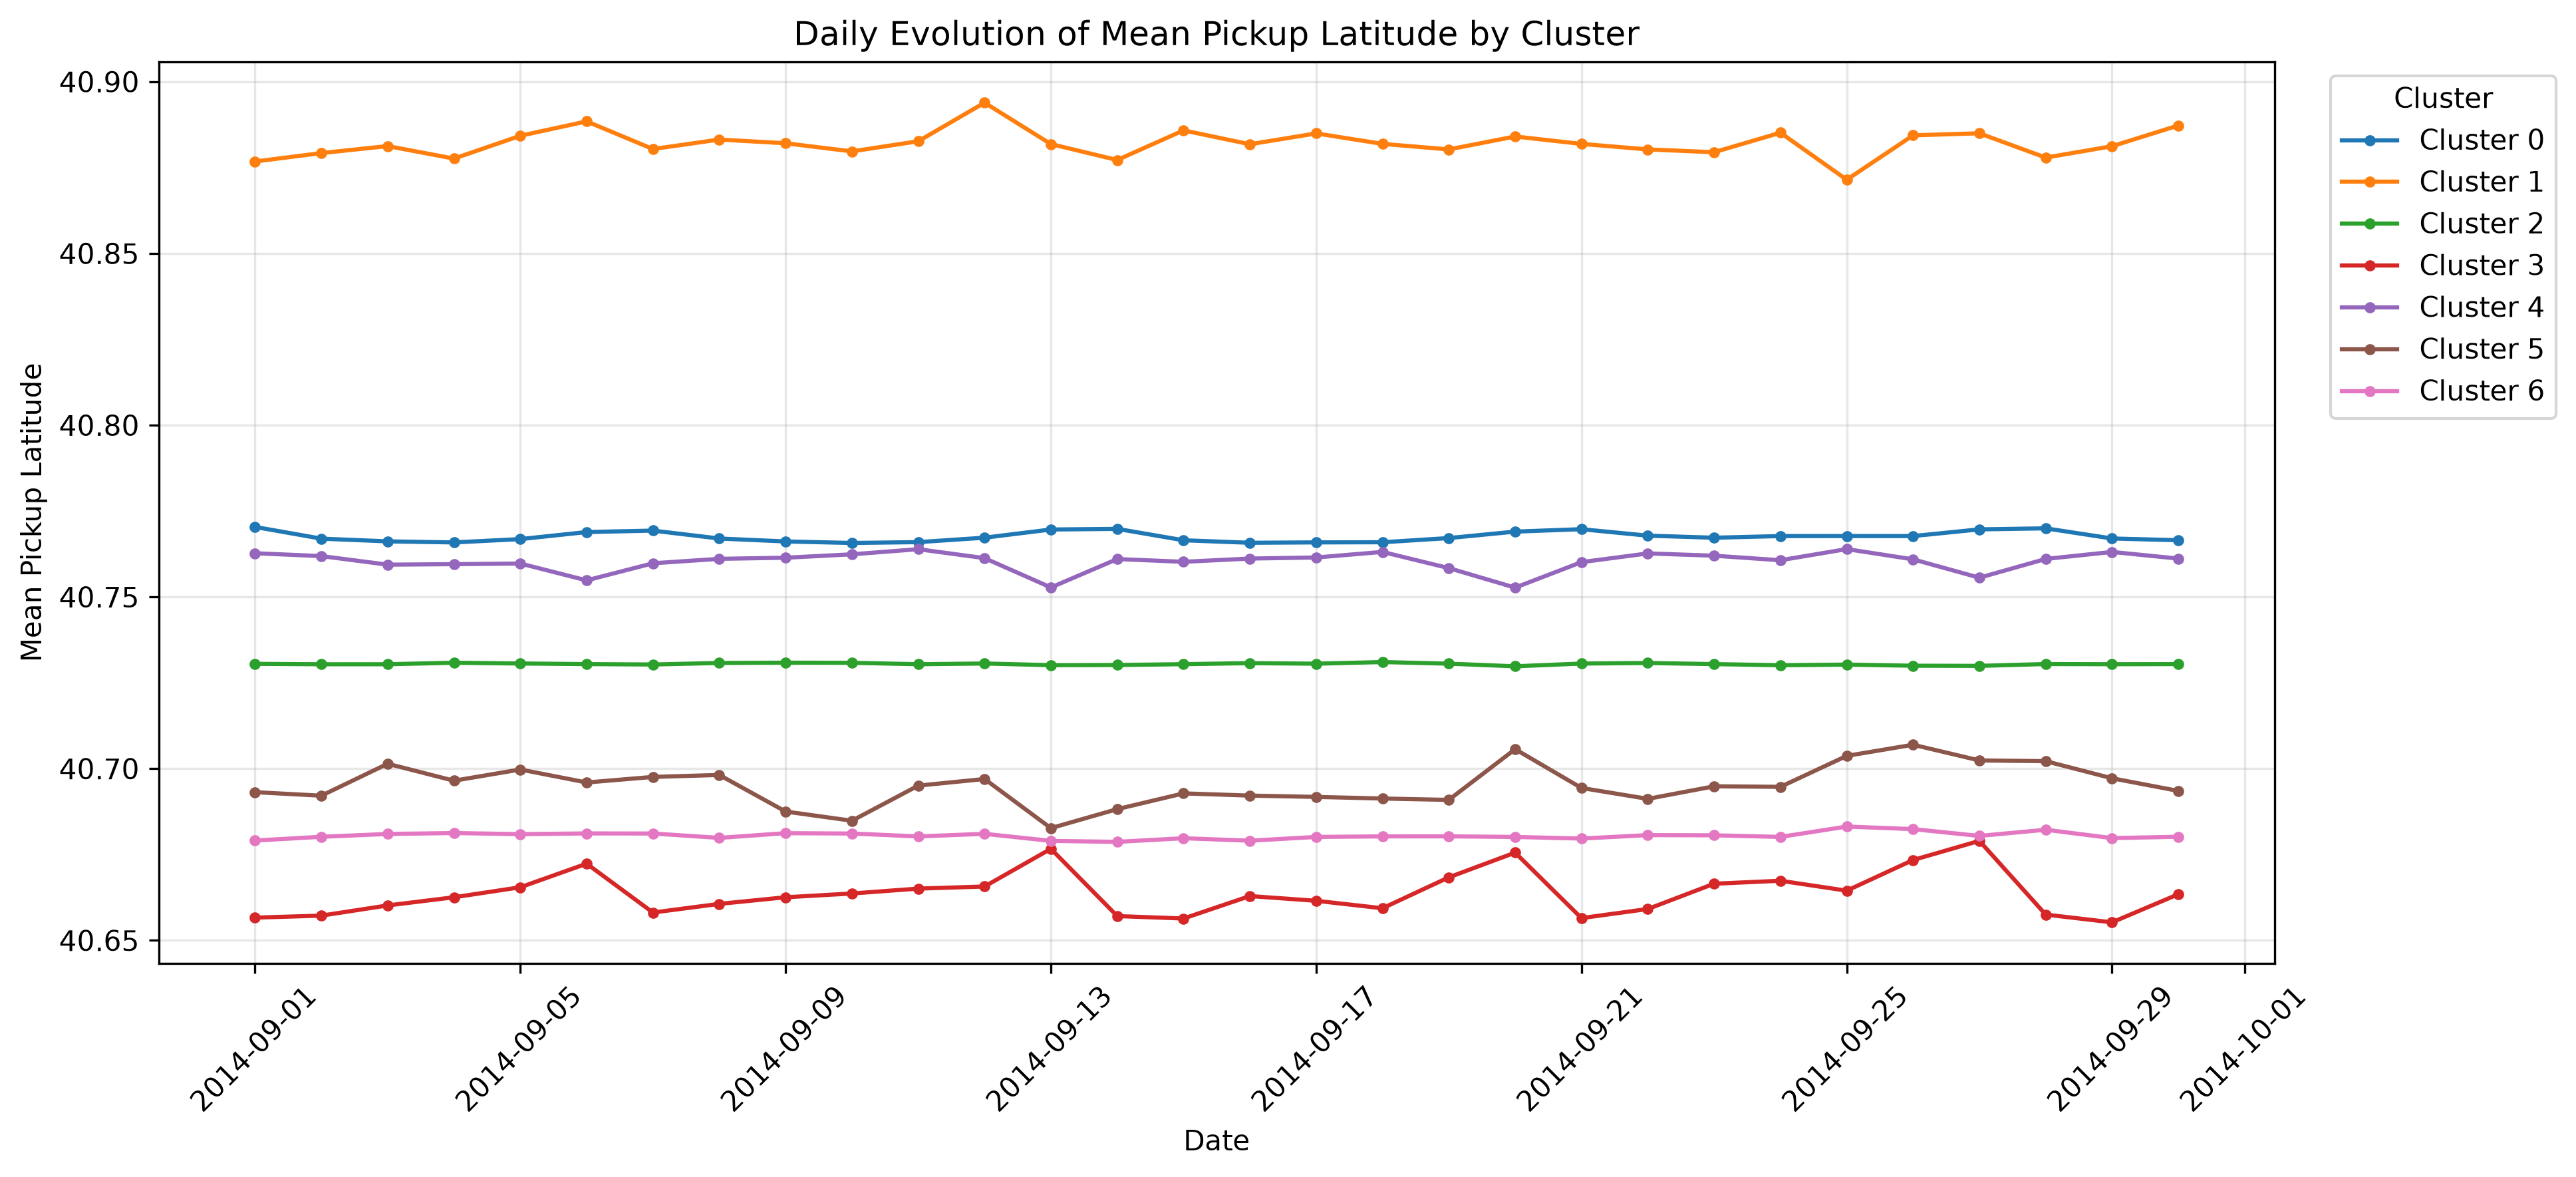 Daily Evolution of Mean Pickup Latitude by Cluster
Mean Pickup Latitude
40.90
40.85
40.80
40.75
40.70
40.65
2014-09-01
2014-09-05
2014-09-09
2014-09-13
2014-09-17
2014-09-21
2014-09-25
2014-09-29
2014-10-01
Date
Cluster
Cluster 0
Cluster 1
Cluster 2
Cluster 3
Cluster 4
Cluster 5
Cluster 6